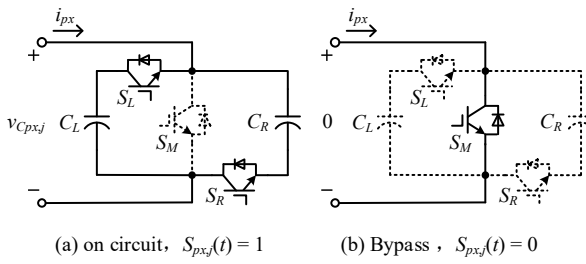 i_px
i_px
+
+
S_L
S_L
v_Cpx,j
C_L
S_M
C_R
0
C_L
S_M
C_R
S_R
S_R
−
−
(a) on circuit，S_px,j(t) = 1
(b) Bypass，S_px,j(t) = 0